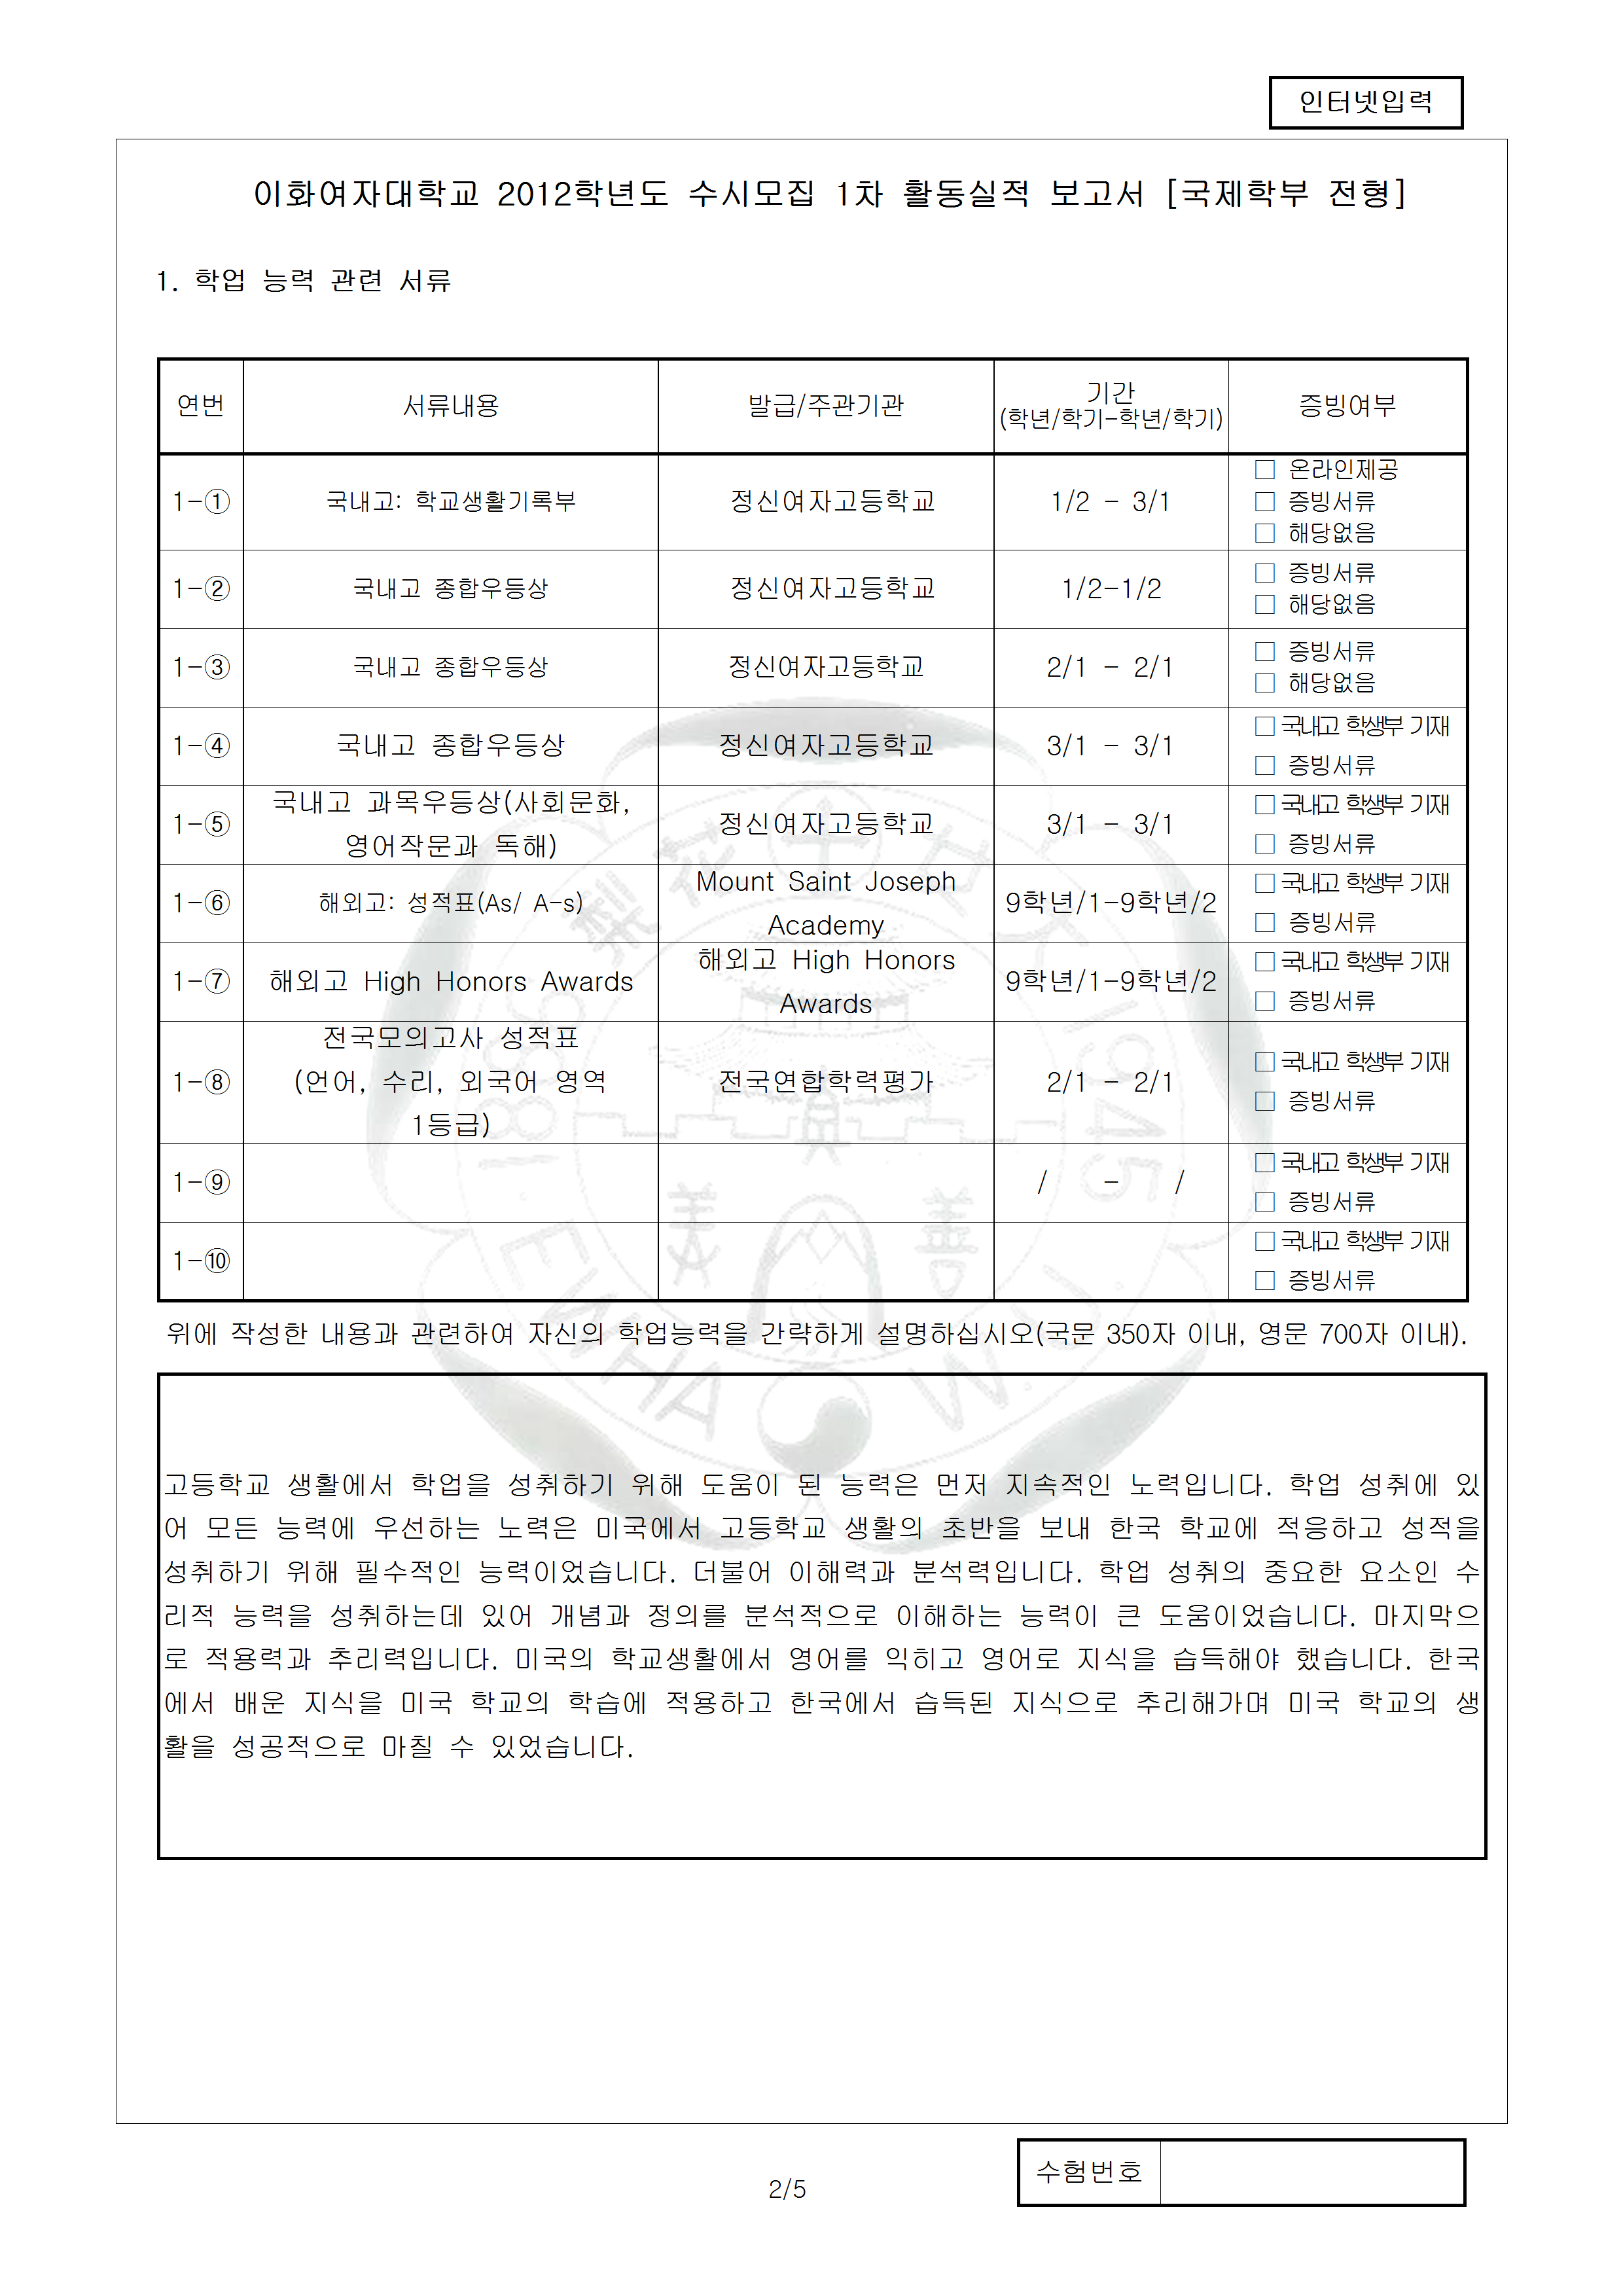 인터넷입력
이화여자대학교 2012학년도 수시모집 1차 활동실적 보고서 [국제학부 전형]
1. 학업 능력 관련 서류
연번 서류내용 발급/주관기관 기간 (학년/학기-학년/학기) 증빙여부
1-① 국내고: 학교생활기록부 정신여자고등학교 1/2 - 3/1 □ 온라인제공
□ 증빙서류
□ 해당없음
1-② 국내고 종합우등상 정신여자고등학교 1/2-1/2 □ 증빙서류
□ 해당없음
1-③ 국내고 종합우등상 정신여자고등학교 2/1 - 2/1 □ 증빙서류
□ 해당없음
1-④ 국내고 종합우등상 정신여자고등학교 3/1 - 3/1 □ 국내고 학생부 기재
□ 증빙서류
1-⑤ 국내고 과목우등상(사회문화,
영어작문과 독해) 정신여자고등학교 3/1 - 3/1 □ 국내고 학생부 기재
□ 증빙서류
1-⑥ 해외고: 성적표(As/ A-s) Mount Saint Joseph
Academy 9학년/1-9학년/2 □ 국내고 학생부 기재
□ 증빙서류
1-⑦ 해외고 High Honors Awards 해외고 High Honors
Awards 9학년/1-9학년/2 □ 국내고 학생부 기재
□ 증빙서류
1-⑧ 전국모의고사 성적표
(언어, 수리, 외국어 영역
1등급) 전국연합학력평가 2/1 - 2/1 □ 국내고 학생부 기재
□ 증빙서류
1-⑨ / - / □ 국내고 학생부 기재
□ 증빙서류
1-⑩ □ 국내고 학생부 기재
□ 증빙서류
위에 작성한 내용과 관련하여 자신의 학업능력을 간략하게 설명하십시오(국문 350자 이내, 영문 700자 이내).
고등학교 생활에서 학업을 성취하기 위해 도움이 된 능력은 먼저 지속적인 노력입니다. 학업 성취에 있
어 모든 능력에 우선하는 노력은 미국에서 고등학교 생활의 초반을 보내 한국 학교에 적응하고 성적을
성취하기 위해 필수적인 능력이었습니다. 더불어 이해력과 분석력입니다. 학업 성취의 중요한 요소인 수
리적 능력을 성취하는데 있어 개념과 정의를 분석적으로 이해하는 능력이 큰 도움이었습니다. 마지막으
로 적용력과 추리력입니다. 미국의 학교생활에서 영어를 익히고 영어로 지식을 습득해야 했습니다. 한국
에서 배운 지식을 미국 학교의 학습에 적용하고 한국에서 습득된 지식으로 추리해가며 미국 학교의 생
활을 성공적으로 마칠 수 있었습니다.
2/5
수험번호